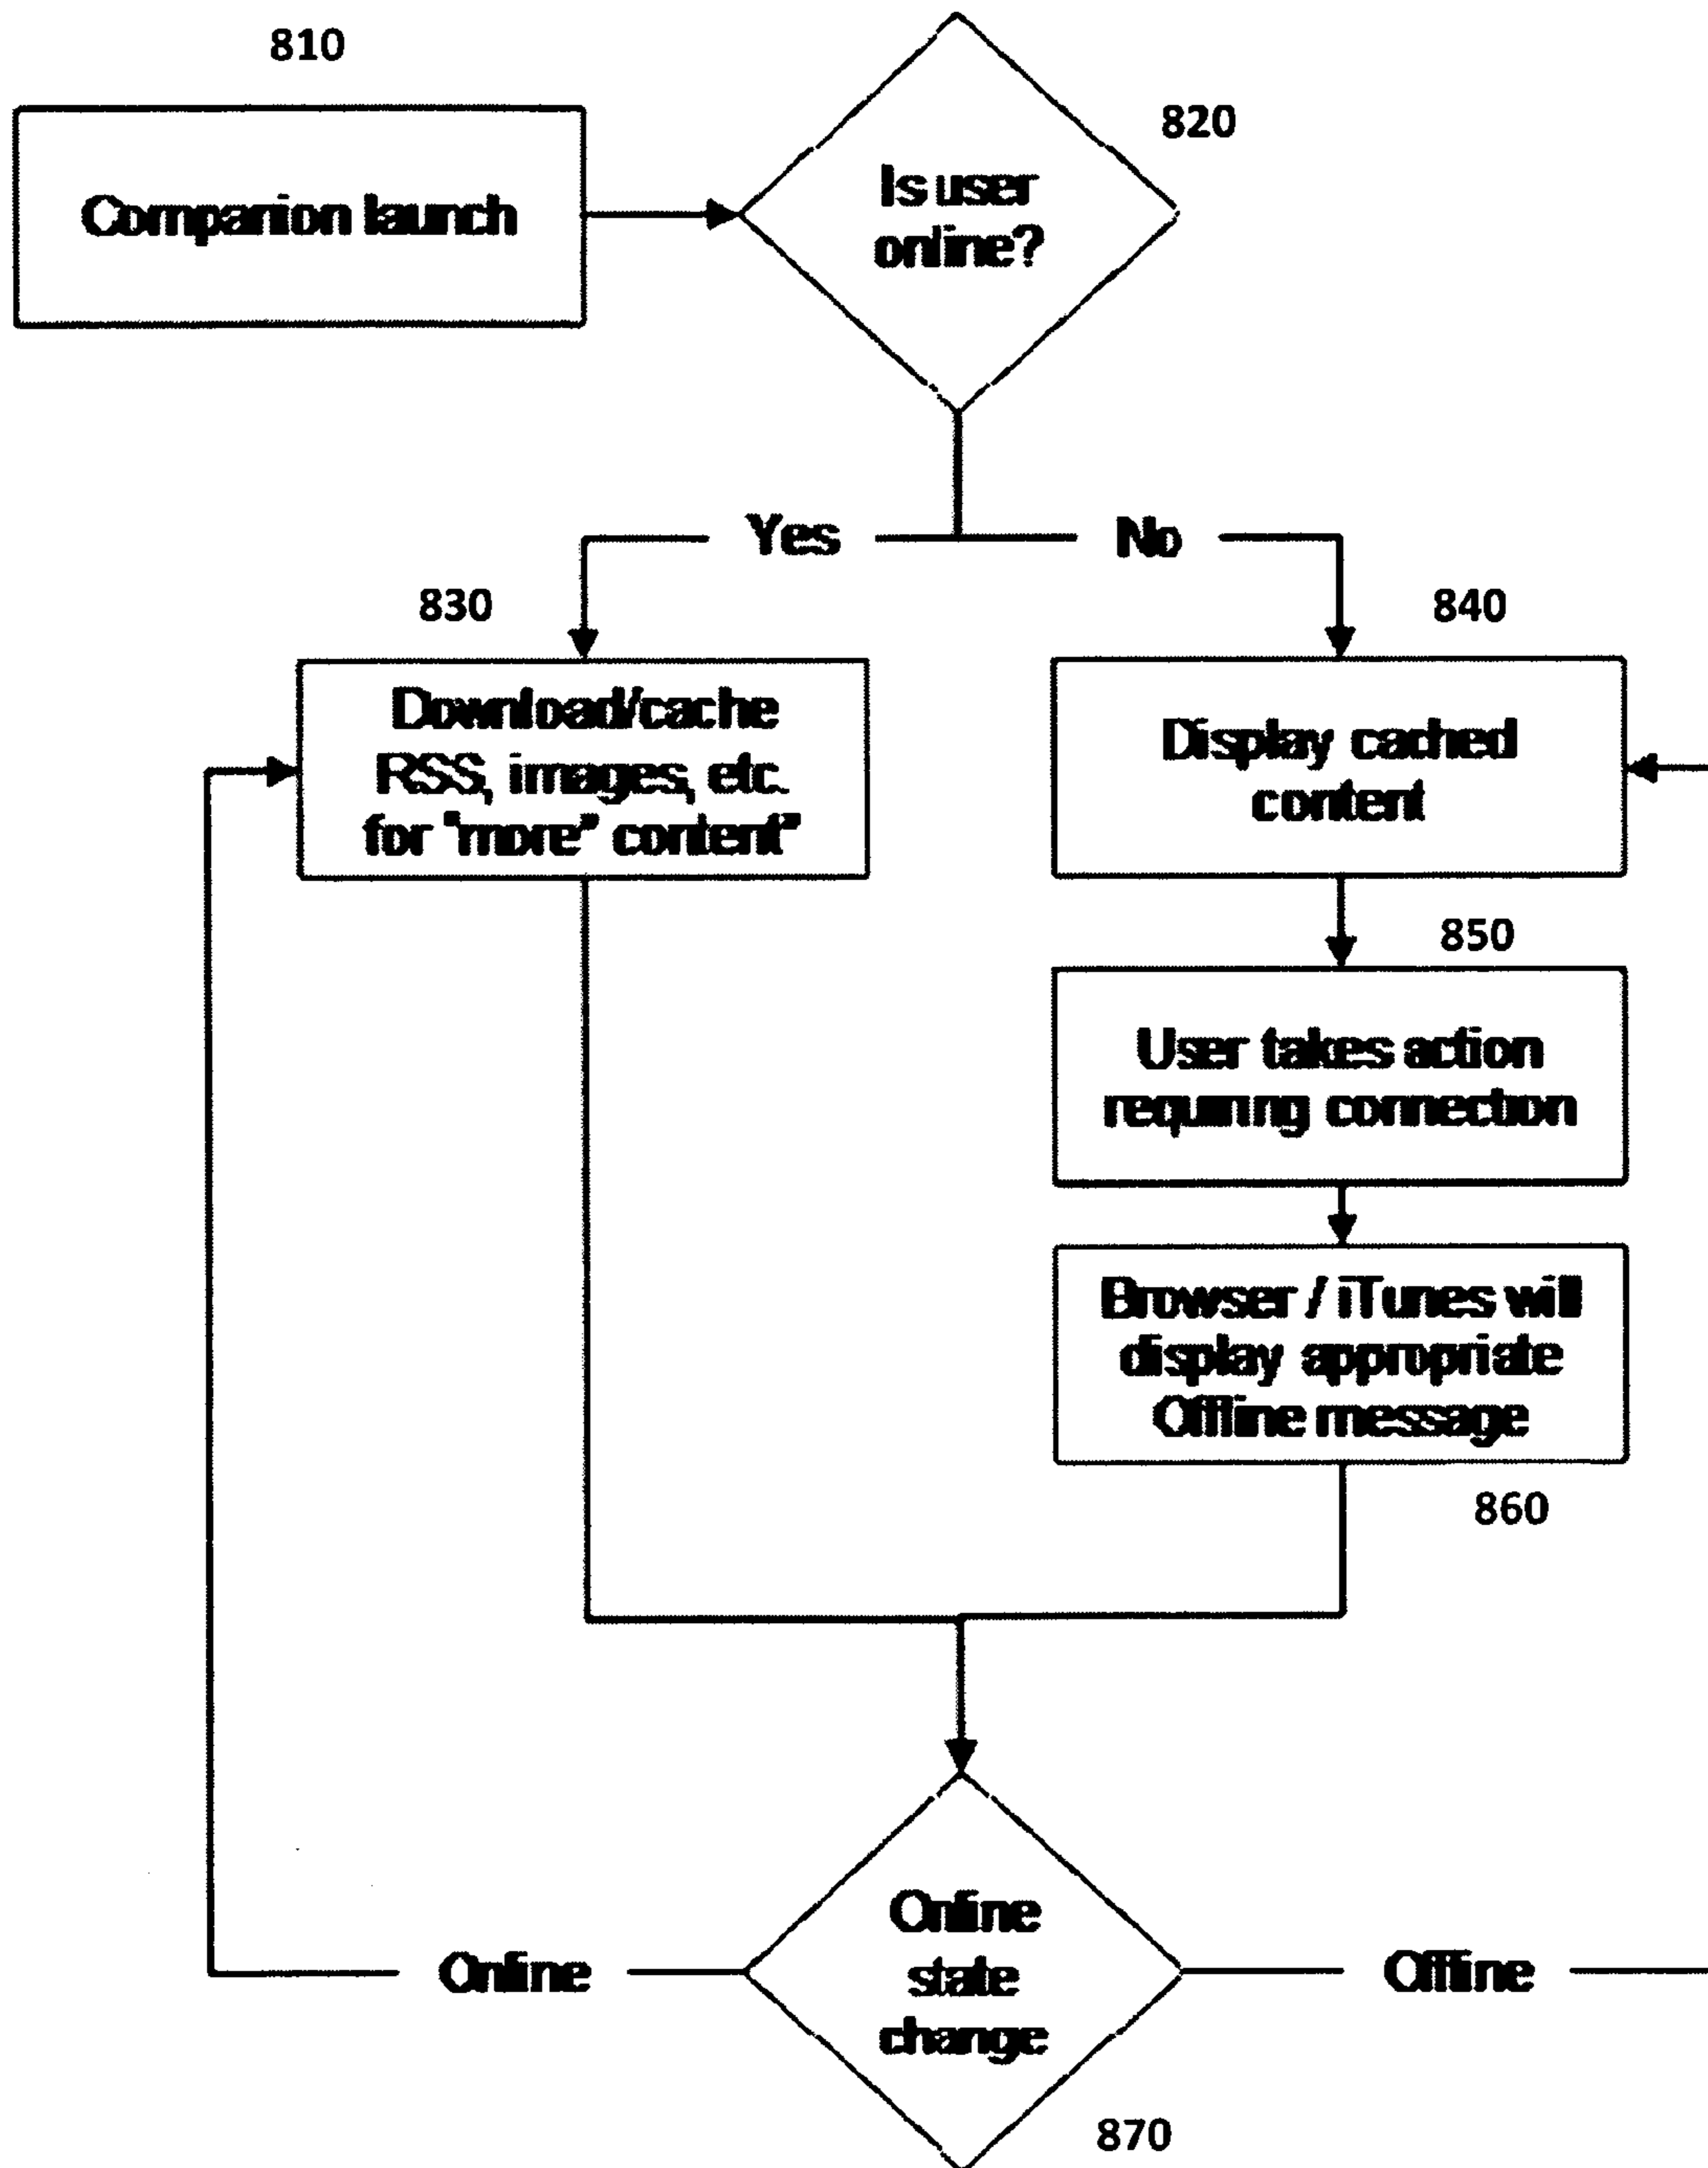 810
Companion launch
820
Is user
online?
Yes
No
830
Download/cache
RSS, images, etc.
for "more" content"
840
Display cached
content
850
User takes action
requiring connection
Browser / iTunes will
display appropriate
Offline message
860
Online
state
change
Online
Offline
870